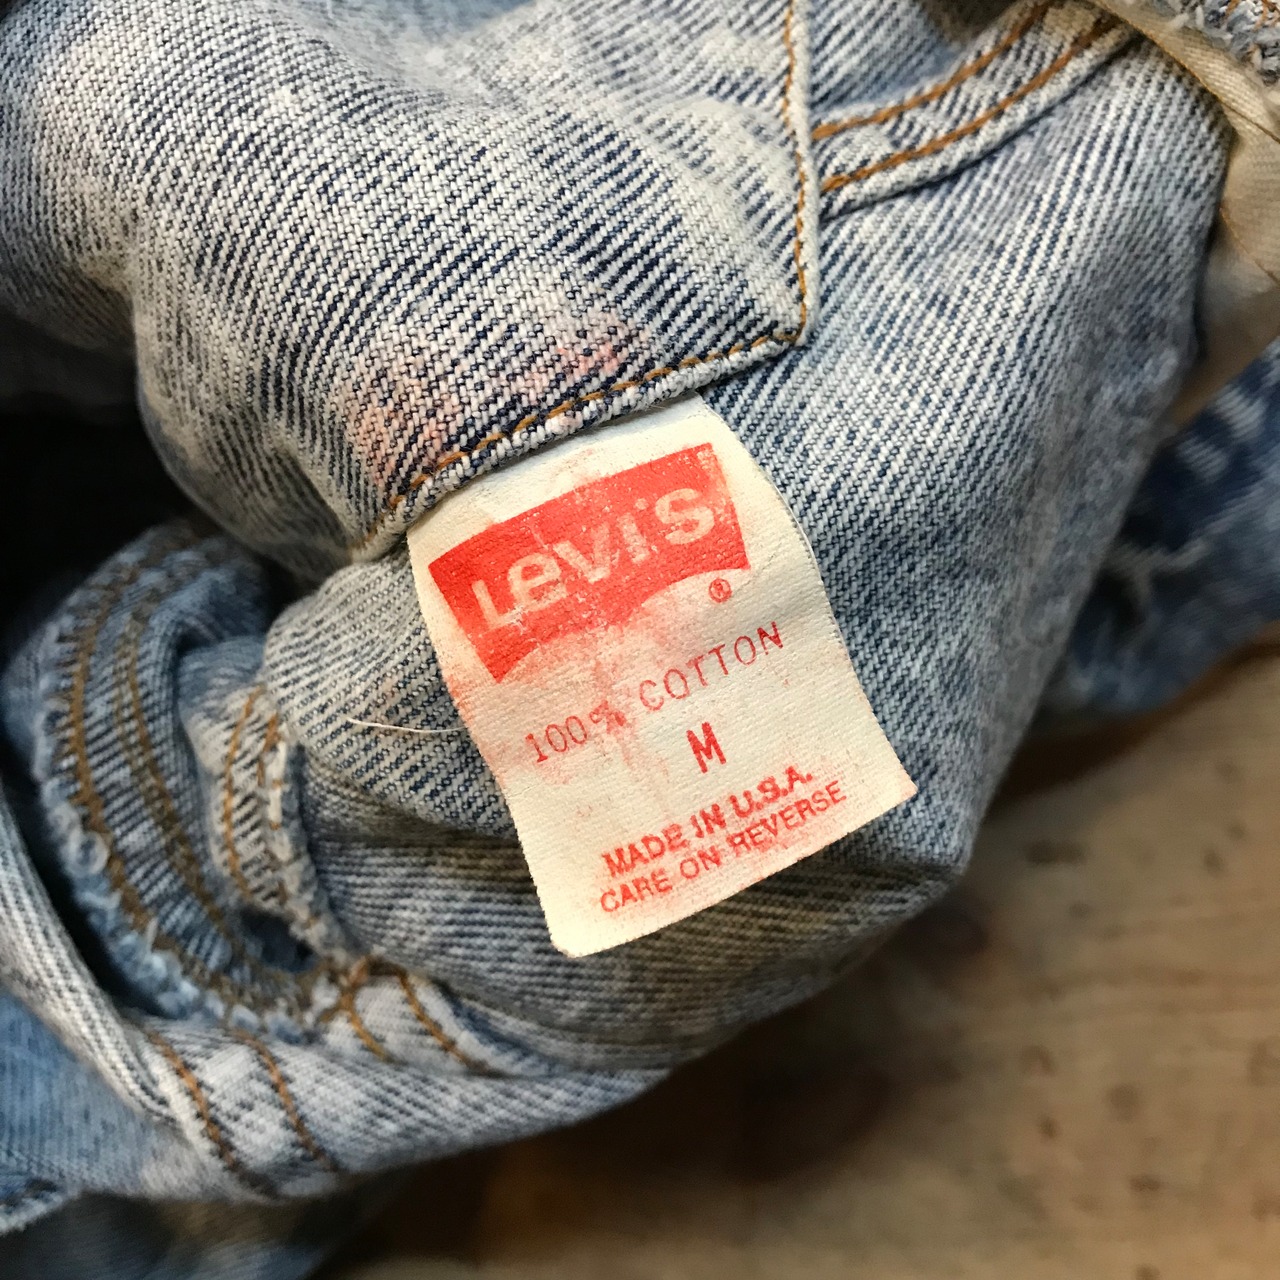 Levi's
®
100% COTTON
M
MADE IN U.S.A.
CARE ON REVERSE